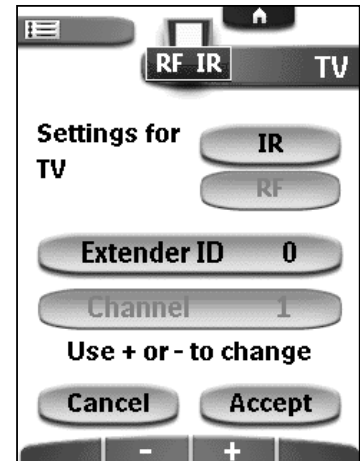 RF IR
TV
Settings for
TV
IR
RF
Extender ID 0
Channel 1
Use + or - to change
Cancel Accept
- +